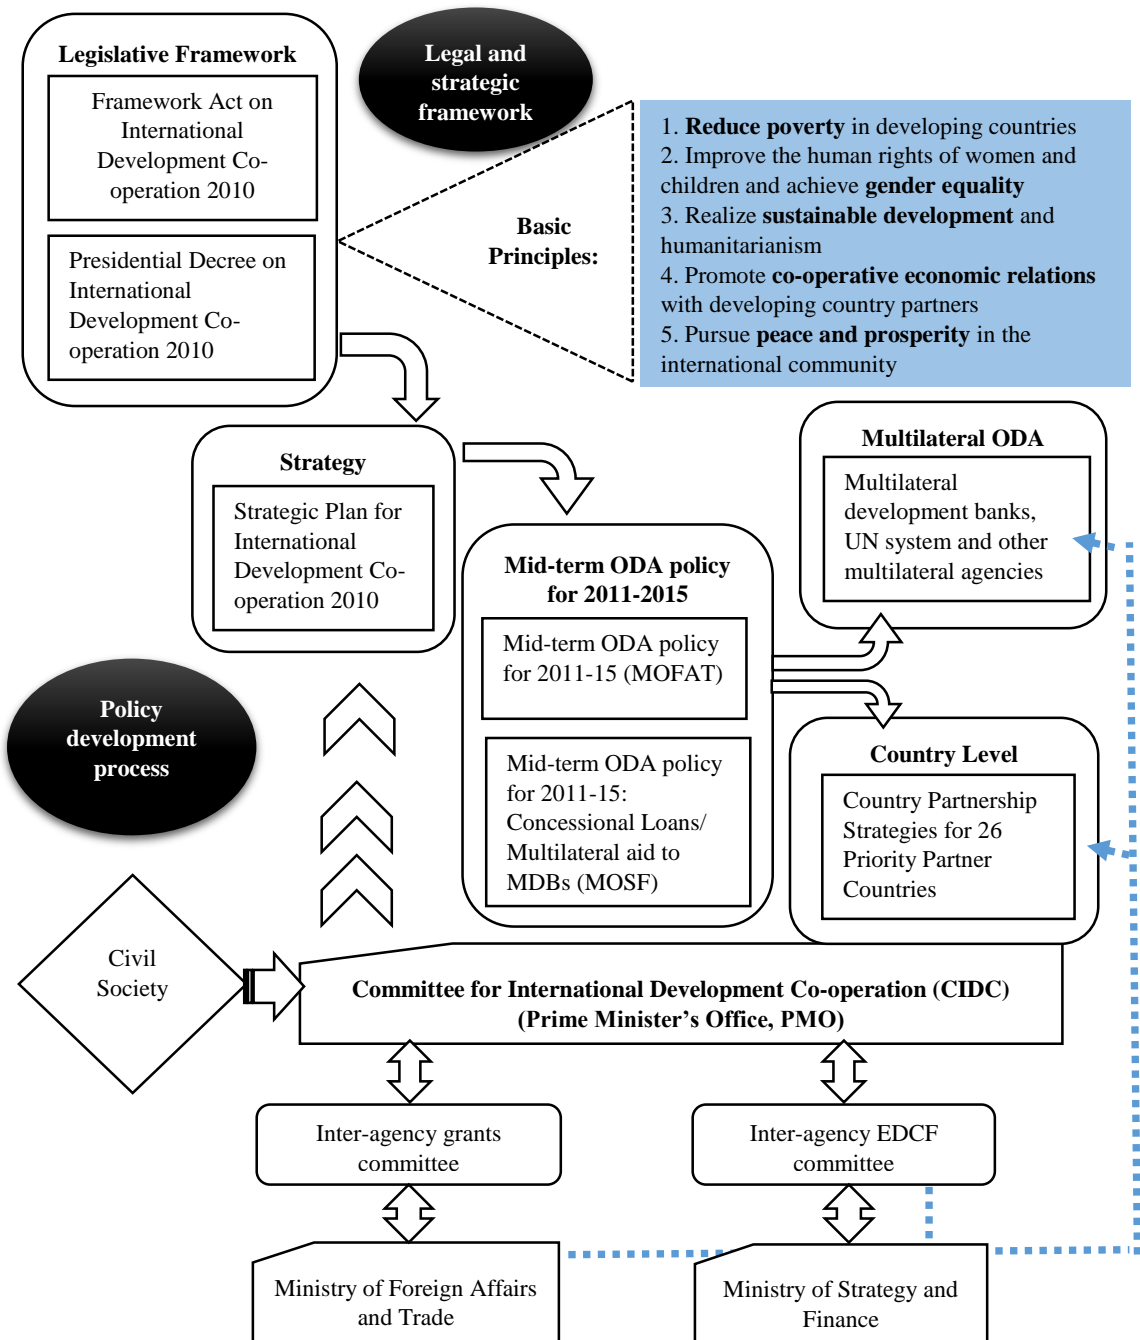 Legislative Framework
Framework Act on
International
Development Co-
operation 2010
Presidential Decree on
International
Development Co-
operation 2010
Legal and
strategic
framework
Basic
Principles:
1. Reduce poverty in developing countries
2. Improve the human rights of women and
children and achieve gender equality
3. Realize sustainable development and
humanitarianism
4. Promote co-operative economic relations
with developing country partners
5. Pursue peace and prosperity in the
international community
Strategy
Strategic Plan for
International
Development Co-
operation 2010
Mid-term ODA policy
for 2011-2015
Mid-term ODA policy
for 2011-15 (MOFAT)
Mid-term ODA policy
for 2011-15:
Concessional Loans/
Multilateral aid to
MDBs (MOSF)
Multilateral ODA
Multilateral
development banks,
UN system and other
multilateral agencies
Country Level
Country Partnership
Strategies for 26
Priority Partner
Countries
Policy
development
process
Civil
Society
Committee for International Development Co-operation (CIDC)
(Prime Minister’s Office, PMO)
Inter-agency grants
committee
Inter-agency EDCF
committee
Ministry of Foreign Affairs
and Trade
Ministry of Strategy and
Finance